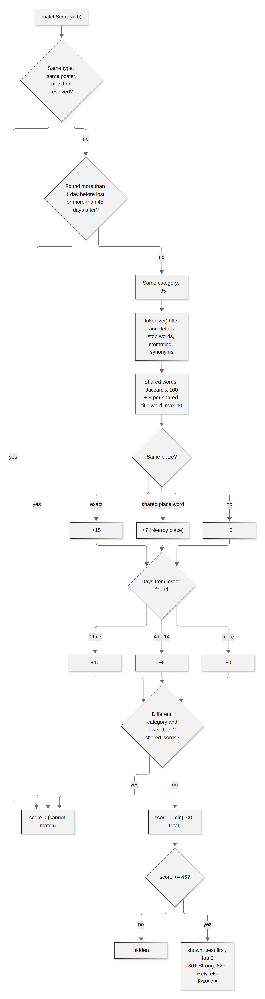 matchScore(a, b)
Same type,
same poster,
or either
resolved?
no
Found more than
1 day before lost,
or more than 45
days after?
no
Same category:
+35
tokenize() title
and details
stop words,
stemming,
synonyms
Shared words:
Jaccard x 100
+ 8 per shared
title word, max 40
Same place?
yes
yes
exact
shared place word
no
+15
+7 (Nearby place)
+0
Days from lost to
found
0 to 3
4 to 14
more
+10
+5
+0
Different
category and
fewer than 2
shared words?
yes
no
score 0 (cannot
match)
score = min(100,
total)
score >= 45?
no
yes
hidden
shown, best first,
top 5
80+ Strong, 62+
Likely, else
Possible